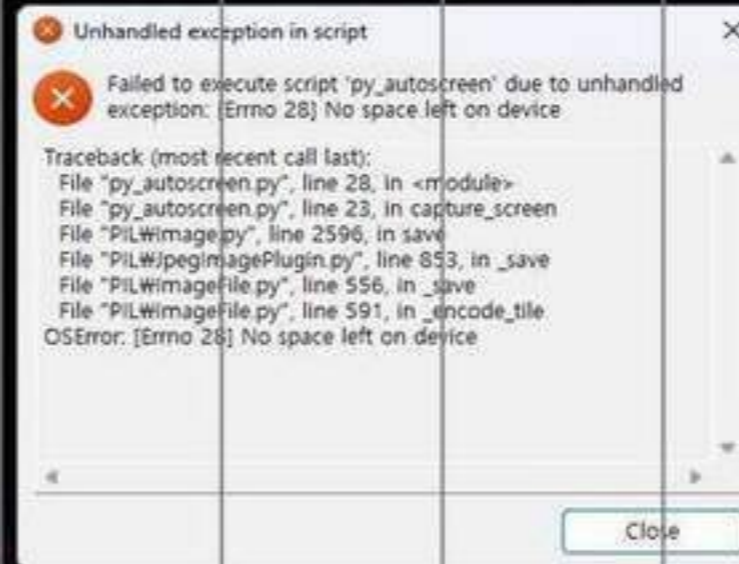 Unhandled exception in script
Failed to execute script 'py_autoscreen' due to unhandled
exception: [Errno 28] No space left on device
Traceback (most recent call last):
File "py_autoscreen.py", line 28, in <module>
File "py_autoscreen.py", line 23, in capture_screen
File "PIL₩Image.py", line 2596, in save
File "PIL₩JpegImagePlugin.py", line 853, in _save
File "PIL₩ImageFile.py", line 556, in _save
File "PIL₩ImageFile.py", line 591, in _encode_tile
OSError: [Errno 28] No space left on device
Close